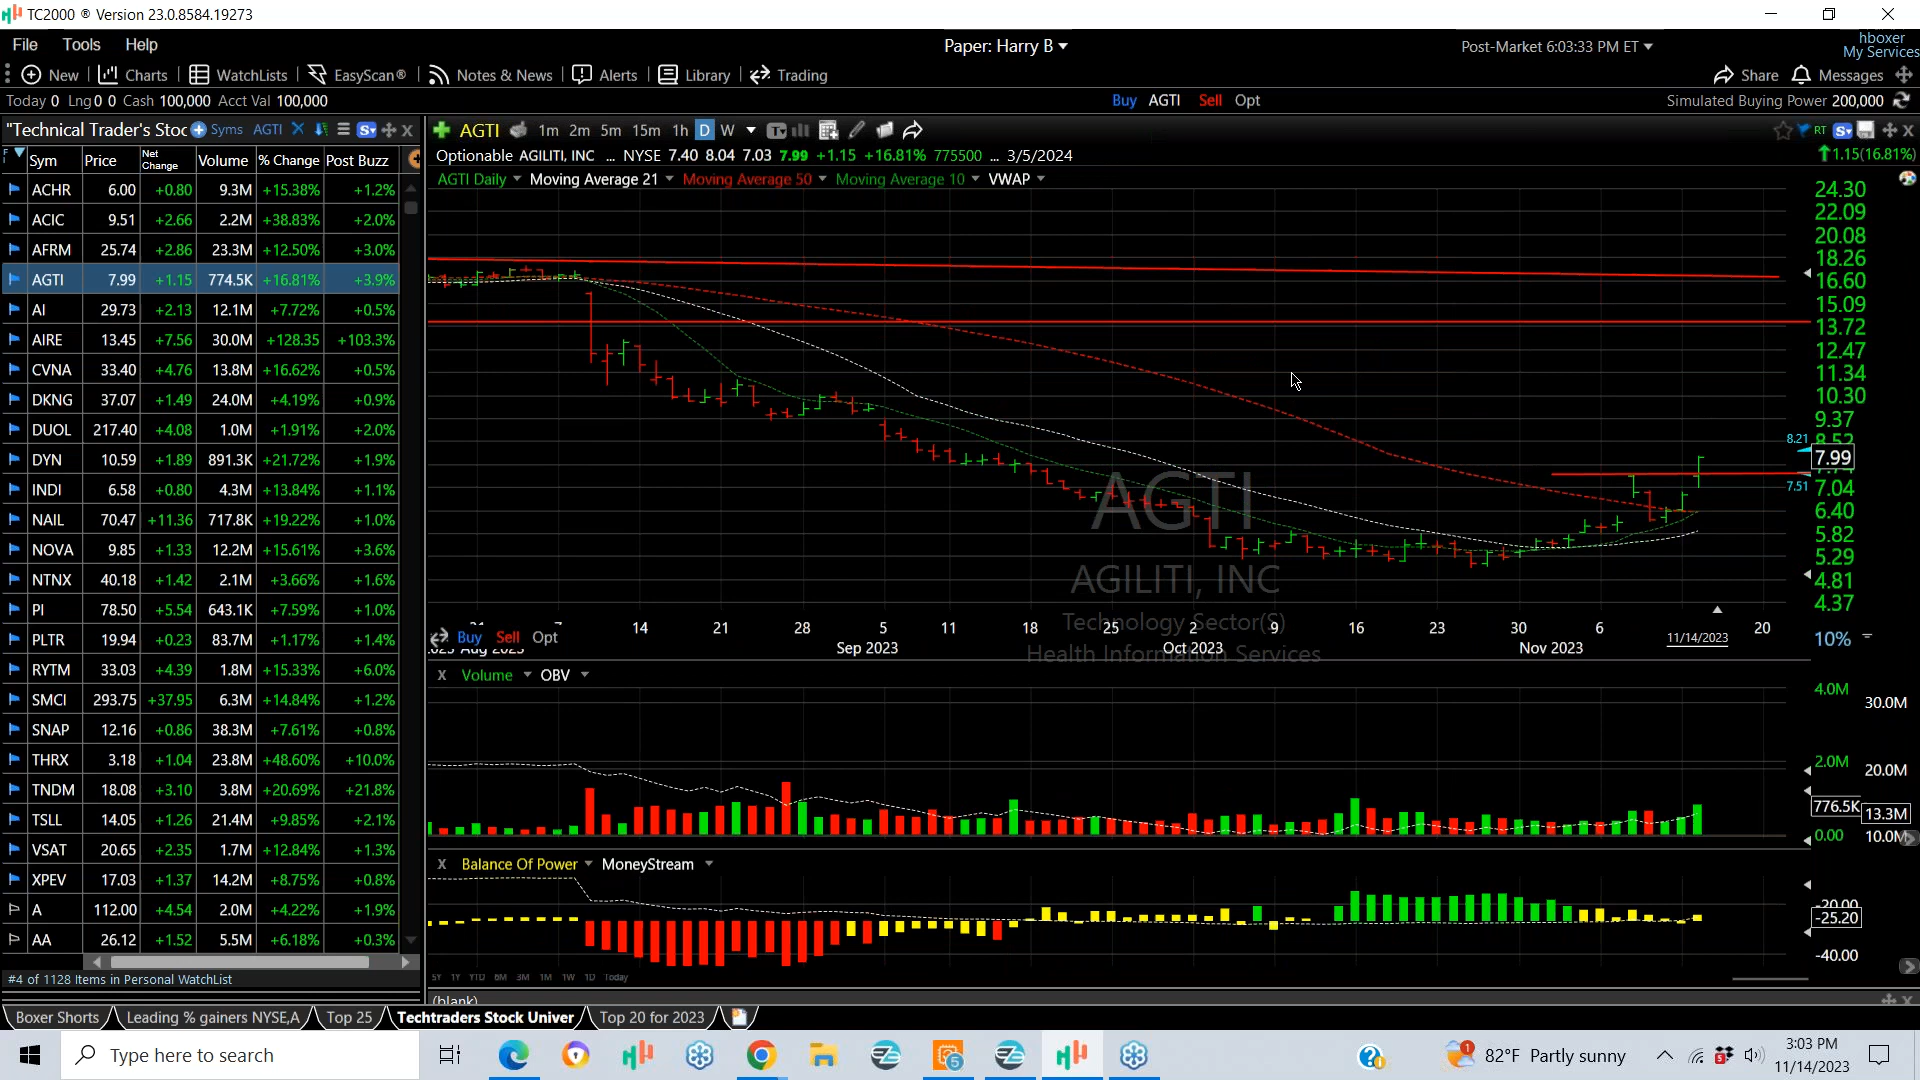 TC2000 ® Version 23.0.8584.19273
File Tools Help
Paper: Harry B
Post-Market 6:03:33 PM ET
hboxer
My Services
New Charts WatchLists EasyScan® Notes & News Alerts Library Trading
Share Messages
Today 0 Lng 0 0 Cash 100,000 Acct Val 100,000
Buy AGTI Sell Opt
Simulated Buying Power 200,000
"Technical Trader's Stoc Syms AGTI
AGTI 1m 2m 5m 15m 1h D W
RT
Optionable AGILITI, INC ... NYSE 7.40 8.04 7.03 7.99 +1.15 +16.81% 775500 ... 3/5/2024
1.15(16.81%)
AGTI Daily Moving Average 21 Moving Average 50 Moving Average 10 VWAP
Sym Price Net Change Volume % Change Post Buzz
ACHR 6.00 +0.80 9.3M +15.38% +1.2%
ACIC 9.51 +2.66 2.2M +38.83% +2.0%
AFRM 25.74 +2.86 23.3M +12.50% +3.0%
AGTI 7.99 +1.15 774.5K +16.81% +3.9%
AI 29.73 +2.13 12.1M +7.72% +0.5%
AIRE 13.45 +7.56 30.0M +128.35 +103.3%
CVNA 33.40 +4.76 13.8M +16.62% +0.5%
DKNG 37.07 +1.49 24.0M +4.19% +0.9%
DUOL 217.40 +4.08 1.0M +1.91% +2.0%
DYN 10.59 +1.89 891.3K +21.72% +1.9%
INDI 6.58 +0.80 4.3M +13.84% +1.1%
NAIL 70.47 +11.36 717.8K +19.22% +1.0%
NOVA 9.85 +1.33 12.2M +15.61% +3.6%
NTNX 40.18 +1.42 2.1M +3.66% +1.6%
PI 78.50 +5.54 643.1K +7.59% +1.0%
PLTR 19.94 +0.23 83.7M +1.17% +1.4%
RYTM 33.03 +4.39 1.8M +15.33% +6.0%
SMCI 293.75 +37.95 6.3M +14.84% +1.2%
SNAP 12.16 +0.86 38.3M +7.61% +0.8%
THRX 3.18 +1.04 23.8M +48.60% +10.0%
TNDM 18.08 +3.10 3.8M +20.69% +21.8%
TSLL 14.05 +1.26 21.4M +9.85% +2.1%
VSAT 20.65 +2.35 1.7M +12.84% +1.3%
XPEV 17.03 +1.37 14.2M +8.75% +0.8%
A 112.00 +4.54 2.0M +4.22% +1.9%
AA 26.12 +1.52 5.5M +6.18% +0.3%
#4 of 1128 Items in Personal WatchList
24.30
22.09
20.08
18.26
16.60
15.09
13.72
12.47
11.34
10.30
9.37
8.21 8.52
7.99
7.51 7.04
6.40
5.82
5.29
4.81
4.37
10%
AGTI
AGILITI, INC
Technology Sector(S)
Health Information Services
Buy Sell Opt
7 14 21 28 5 11 18 25 2 9 16 23 30 6 11/14/2023 20
Aug 2023 Sep 2023 Oct 2023 Nov 2023
X Volume OBV
4.0M 30.0M
2.0M 20.0M
776.5K 13.3M
0.00 10.0M
X Balance Of Power MoneyStream
-20.00
-25.20
-40.00
5Y 1Y YTD 6M 3M 1M 1W 1D Today
(blank)
Boxer Shorts Leading % gainers NYSE,A Top 25 Techtraders Stock Univer Top 20 for 2023
Type here to search
82°F Partly sunny
3:03 PM
11/14/2023